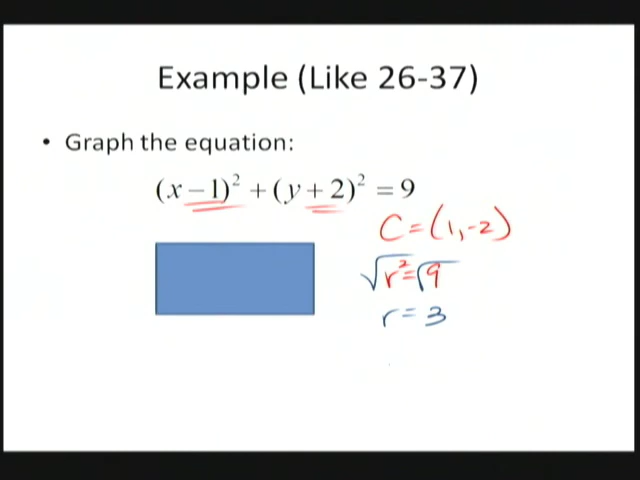 Example (Like 26-37)
• Graph the equation:
(x − 1)² + (y + 2)² = 9
C = (1, -2)
√r² = √9
r = 3